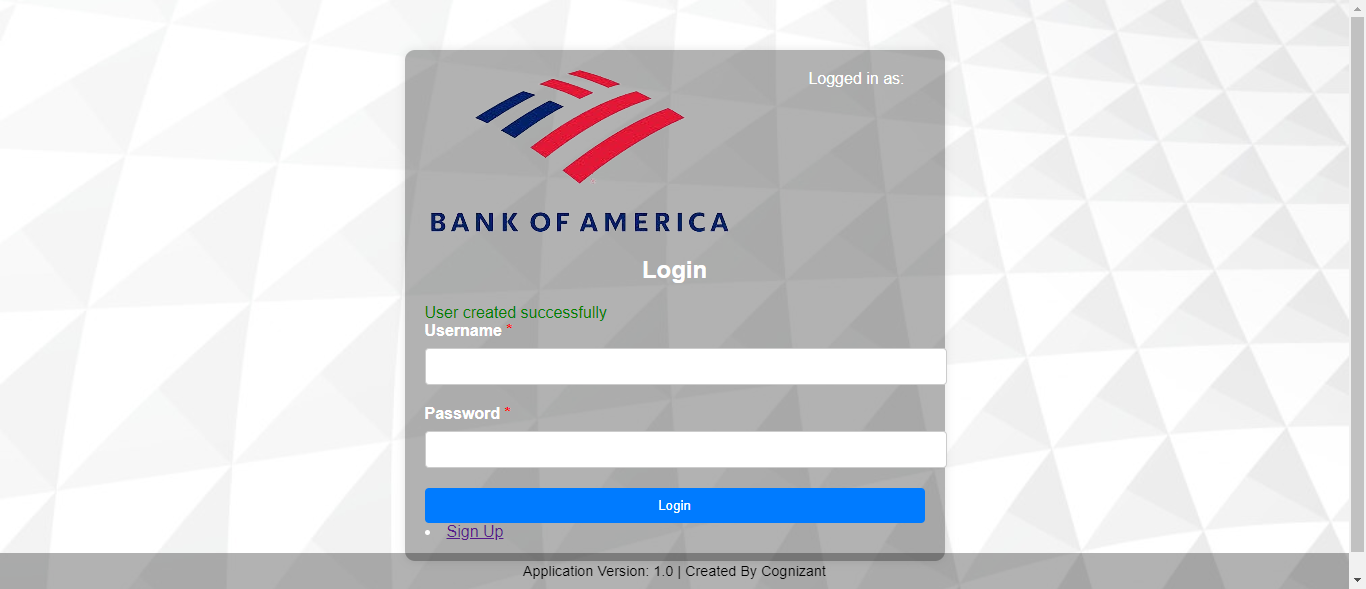 Logged in as:
BANK OF AMERICA
Login
User created successfully
Username *
Password *
Login
Sign Up
Application Version: 1.0 | Created By Cognizant